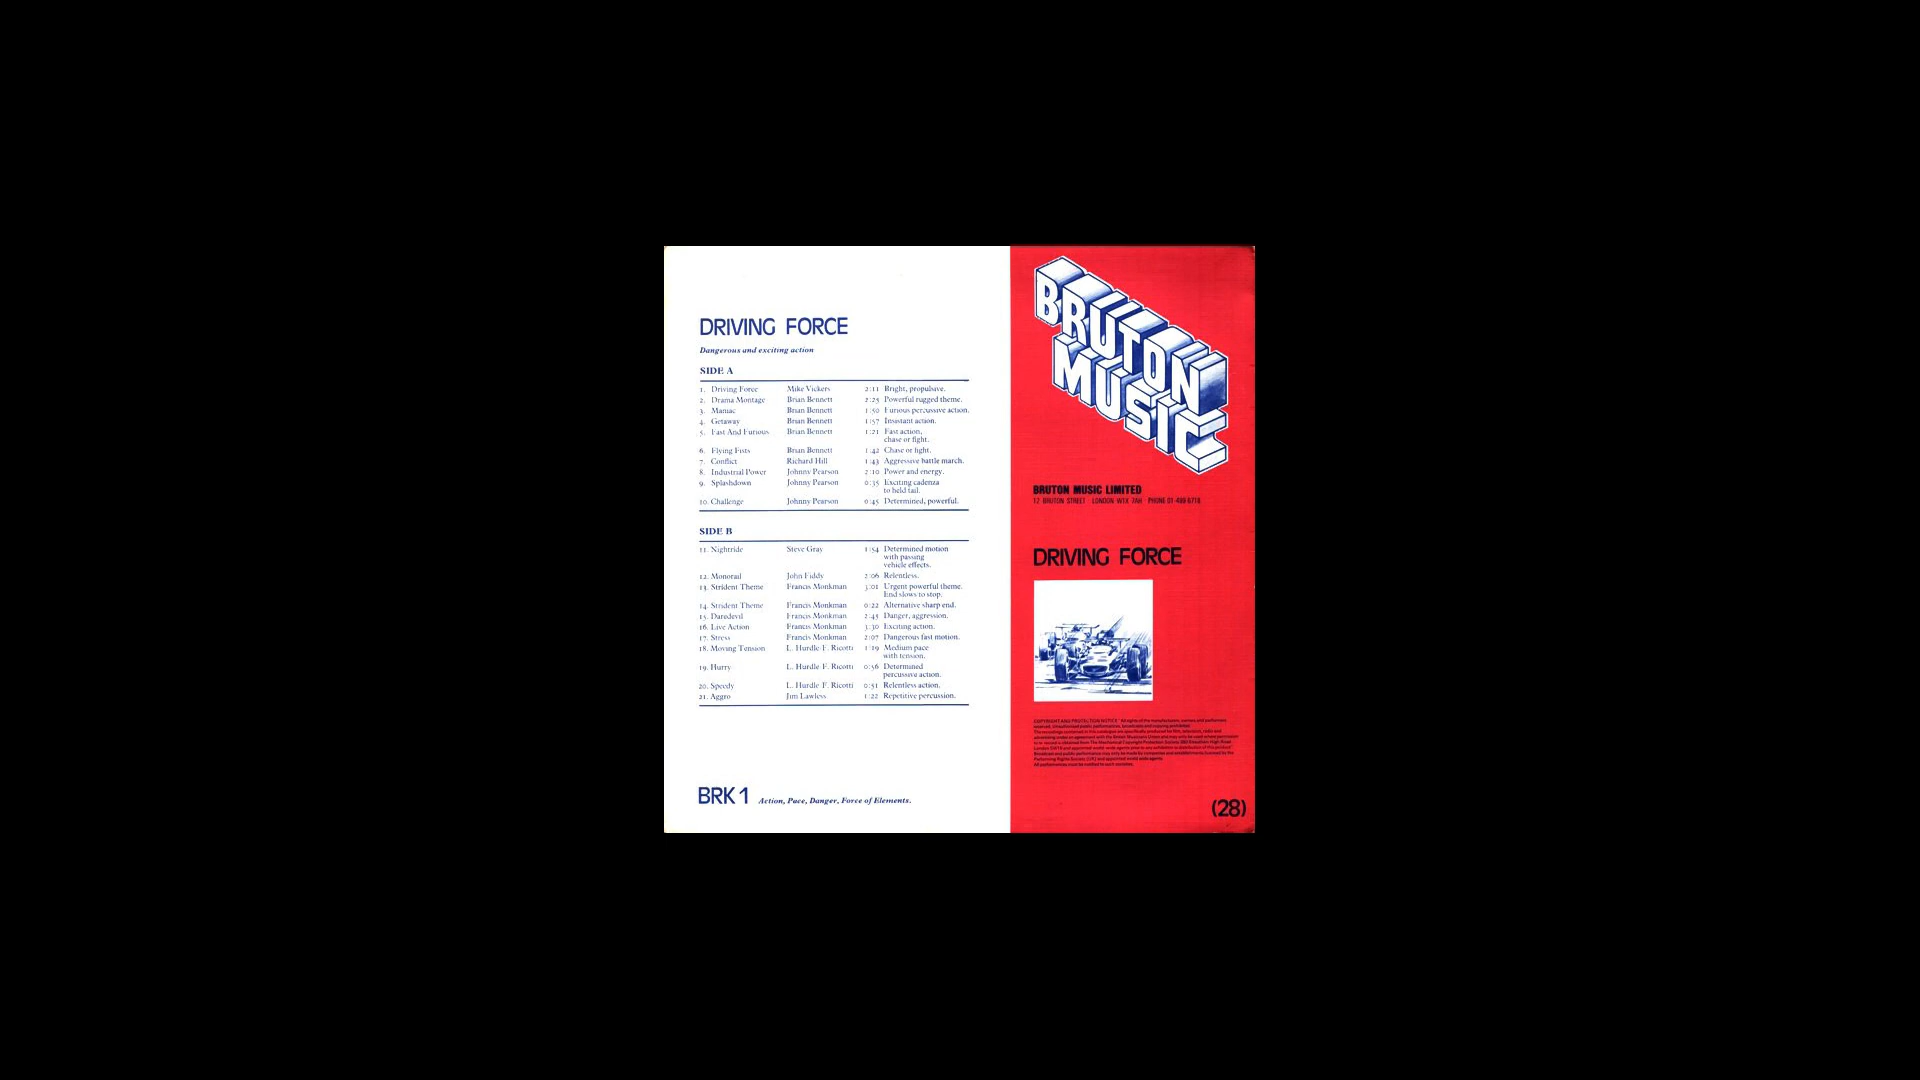 DRIVING FORCE
Dangerous and exciting action
SIDE A
1. Driving Force Mike Vickers 2:11 Bright, propulsive.
2. Drama Montage Brian Bennett 2:25 Powerful rugged theme.
3. Maniac Brian Bennett 1:50 Furious percussive action.
4. Getaway Brian Bennett 1:57 Insistant action.
5. Fast And Furious Brian Bennett 1:21 Fast action,
chase or fight.
6. Flying Fists Brian Bennett 1:42 Chase or fight.
7. Conflict Richard Hill 1:43 Aggressive battle march.
8. Industrial Power Johnny Pearson 2:10 Power and energy.
9. Splashdown Johnny Pearson 0:35 Exciting cadenza
to held tail.
10. Challenge Johnny Pearson 0:45 Determined, powerful.
SIDE B
11. Nightride Steve Gray 1:54 Determined motion
with passing
vehicle effects.
12. Monorail John Fiddy 2:06 Relentless.
13. Strident Theme Francis Monkman 3:01 Urgent powerful theme.
End slows to stop.
14. Strident Theme Francis Monkman 0:22 Alternative sharp end.
15. Daredevil Francis Monkman 2:45 Danger, aggression.
16. Live Action Francis Monkman 3:30 Exciting action.
17. Stress Francis Monkman 2:07 Dangerous fast motion.
18. Moving Tension L. Hurdle F. Ricotti 1:19 Medium pace
with tension.
19. Hurry L. Hurdle F. Ricotti 0:56 Determined
percussive action.
20. Speedy L. Hurdle F. Ricotti 0:51 Relentless action.
21. Aggro Jim Lawless 1:22 Repetitive percussion.
BRK 1 Action, Pace, Danger, Force of Elements.
BRUTON
MUSIC
BRUTON MUSIC LIMITED
12 BRUTON STREET LONDON W1X 7AH PHONE 01-499 6718
DRIVING FORCE
COPYRIGHT AND PROTECTION NOTICE
(28)